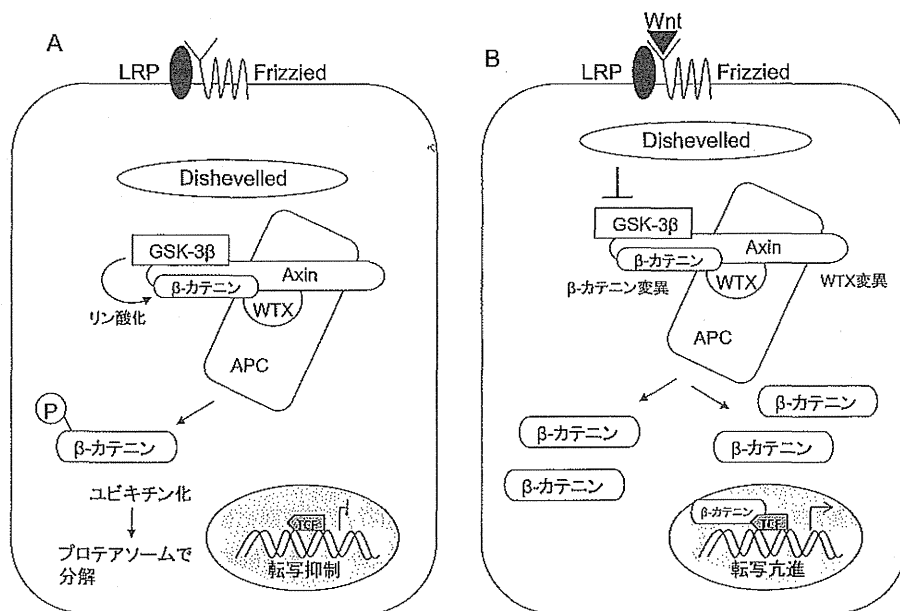 A
LRP
Frizzied
Dishevelled
GSK-3β
Axin
β-カテニン
WTX
リン酸化
APC
P
β-カテニン
ユビキチン化
プロテアソームで
分解
TCF
転写抑制
B
Wnt
LRP
Frizzied
Dishevelled
GSK-3β
Axin
β-カテニン
β-カテニン変異
WTX
WTX変異
APC
β-カテニン
β-カテニン
β-カテニン
β-カテニン
β-カテニン
TCF
転写亢進